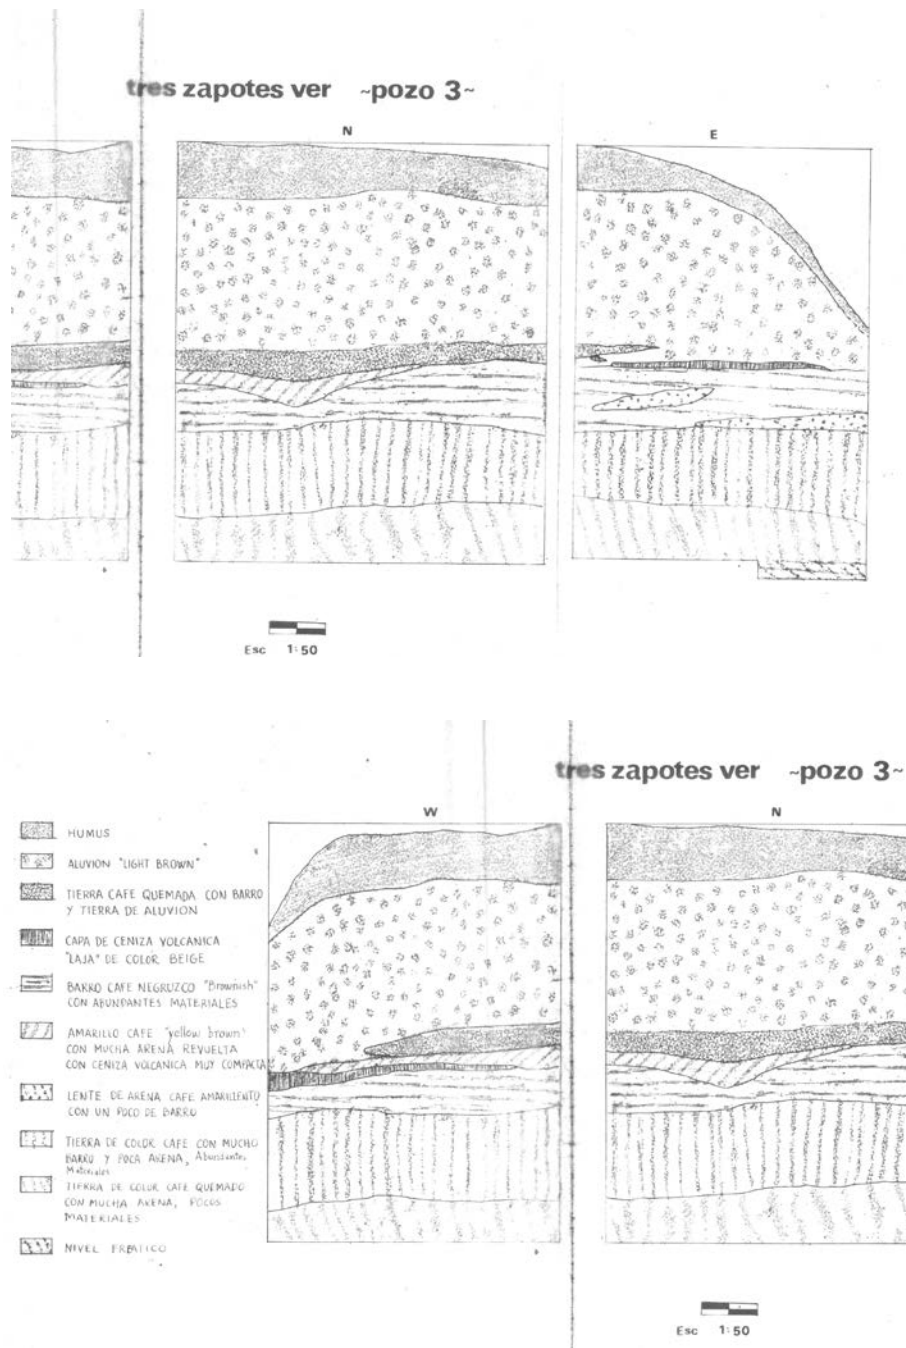 tres zapotes ver ~pozo 3~
N
E
Esc 1:50
tres zapotes ver ~pozo 3~
W
N
HUMUS
ALUVION "LIGHT BROWN"
TIERRA CAFE QUEMADA CON BARRO
Y TIERRA DE ALUVION
CAPA DE CENIZA VOLCANICA
"LAJA" DE COLOR BEIGE
BARRO CAFE NEGRUZCO "Brownish"
CON ABUNDANTES MATERIALES
AMARILLO CAFE "yellow brown"
CON MUCHA ARENA REVUELTA
CON CENIZA VOLCANICA MUY COMPACTA
LENTE DE ARENA CAFE AMARILLENTO
CON UN POCO DE BARRO
TIERRA DE COLOR CAFE CON MUCHO
BARRO Y POCA ARENA, Abundantes
Materiales
TIERRA DE COLOR CAFE QUEMADO
CON MUCHA ARENA, POCOS
MATERIALES
NIVEL FREATICO
Esc 1:50